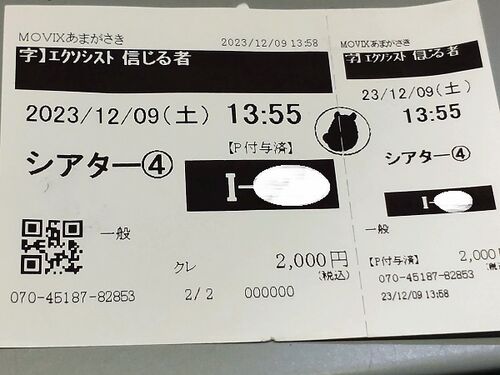 MOVIXあまがさき
2023/12/09 13:58
字】エクソシスト 信じる者
2023/12/09(土) 13:55
【P付与済】
シアター④
I-
一般
クレ
2,000円
(税込)
070-45187-82853
2/2
000000
MOVIXあまがさき
字】エクソシスト 信じる者
23/12/09(土)
13:55
シアター④
I-
一般
【P付与済】
2,000
(税込)
070-45187-82853
23/12/09 13:58